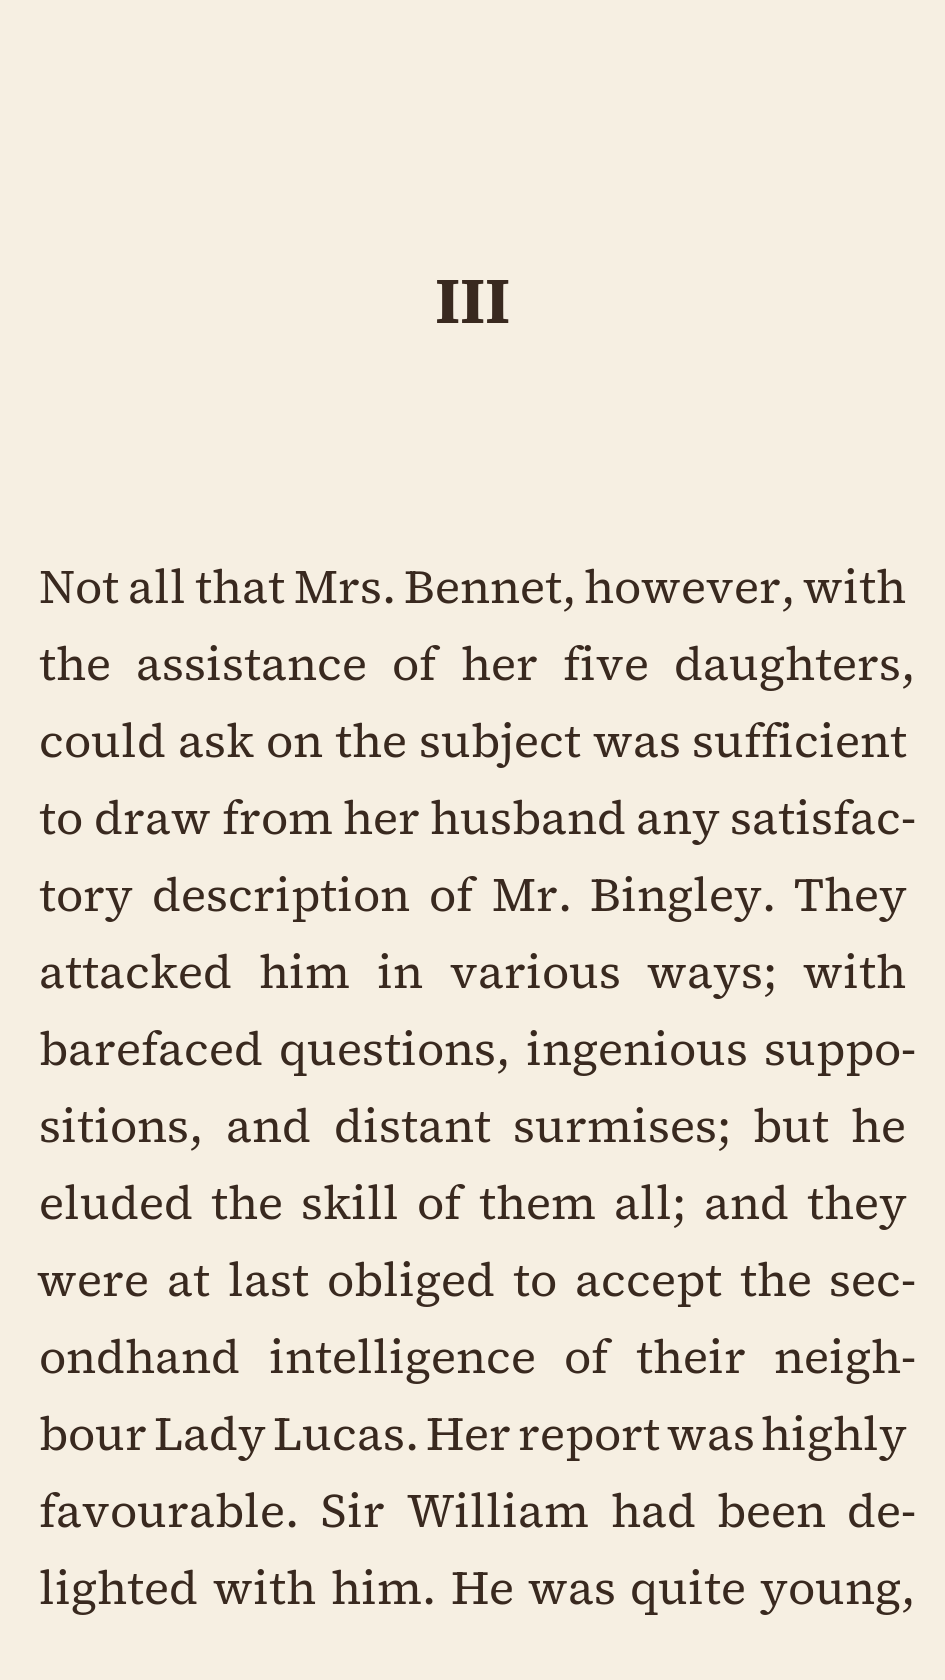 III
Not all that Mrs. Bennet, however, with
the assistance of her five daughters,
could ask on the subject was sufficient
to draw from her husband any satisfac-
tory description of Mr. Bingley. They
attacked him in various ways; with
barefaced questions, ingenious suppo-
sitions, and distant surmises; but he
eluded the skill of them all; and they
were at last obliged to accept the sec-
ondhand intelligence of their neigh-
bour Lady Lucas. Her report was highly
favourable. Sir William had been de-
lighted with him. He was quite young,